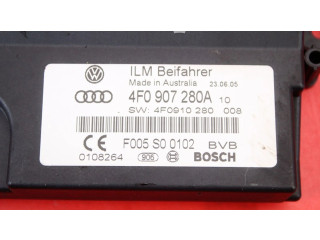 ILM Beifahrer
Made in Australia 23.06.05
4F0 907 280A 10
SW: 4F0910 280 008
F005 S0 0102 BVB
0108264 905 BOSCH